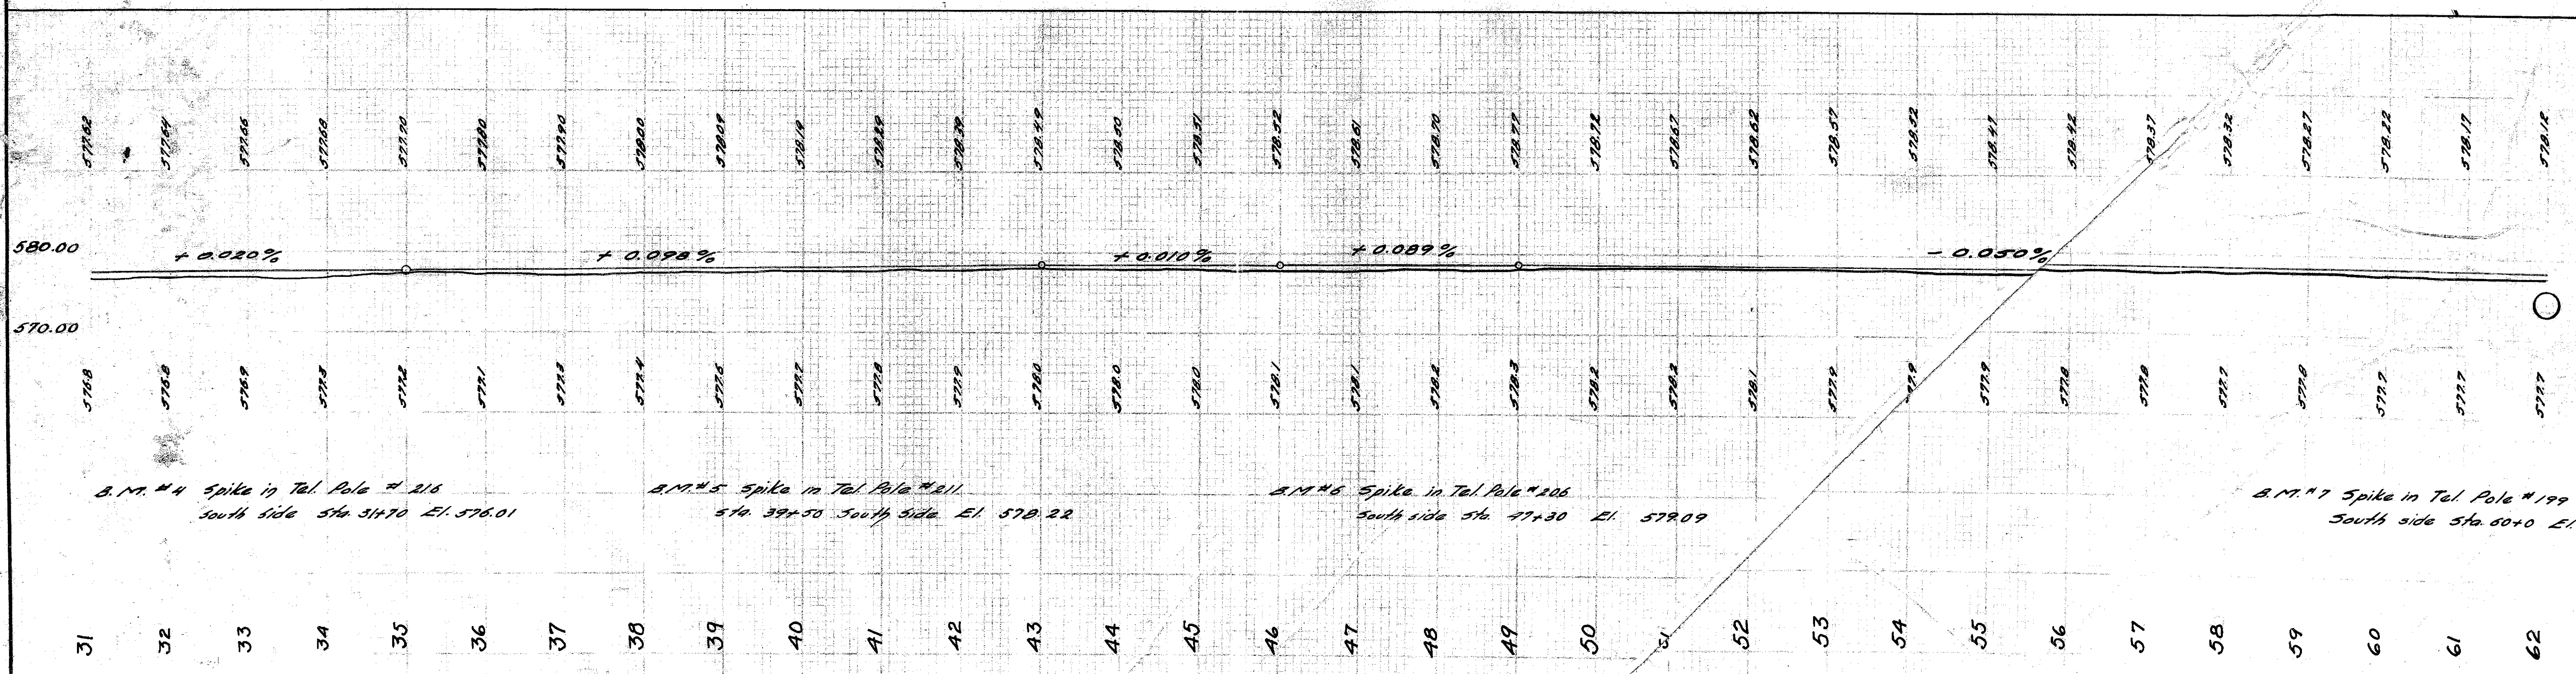 577.62 577.64 577.66 577.68 577.70 577.80 577.90 578.00 578.09 578.19 578.29 578.39 578.49 578.50 578.51 578.52 578.61 578.70 578.77 578.72 578.67 578.62 578.57 578.52 578.47 578.42 578.37 578.32 578.27 578.22 578.17 578.12
580.00
+ 0.020% + 0.098% + 0.010% + 0.089% - 0.050%
570.00
576.8 576.8 576.9 577.3 577.2 577.1 577.3 577.4 577.6 577.7 577.8 577.9 578.0 578.0 578.0 578.1 578.1 578.2 578.3 578.2 578.2 578.1 577.9 577.9 577.9 577.8 577.8 577.7 577.8 577.7 577.7 577.7
B.M. #4 Spike in Tel. Pole # 216
South side Sta. 31+70 El. 576.01
B.M. #5 Spike in Tel. Pole #211
Sta. 39+50 South Side El. 578.22
B.M #6 Spike in Tel. Pole #206
South side Sta. 47+30 El. 579.09
B.M. #7 Spike in Tel. Pole #199
South side Sta. 60+0 El.
31 32 33 34 35 36 37 38 39 40 41 42 43 44 45 46 47 48 49 50 51 52 53 54 55 56 57 58 59 60 61 62